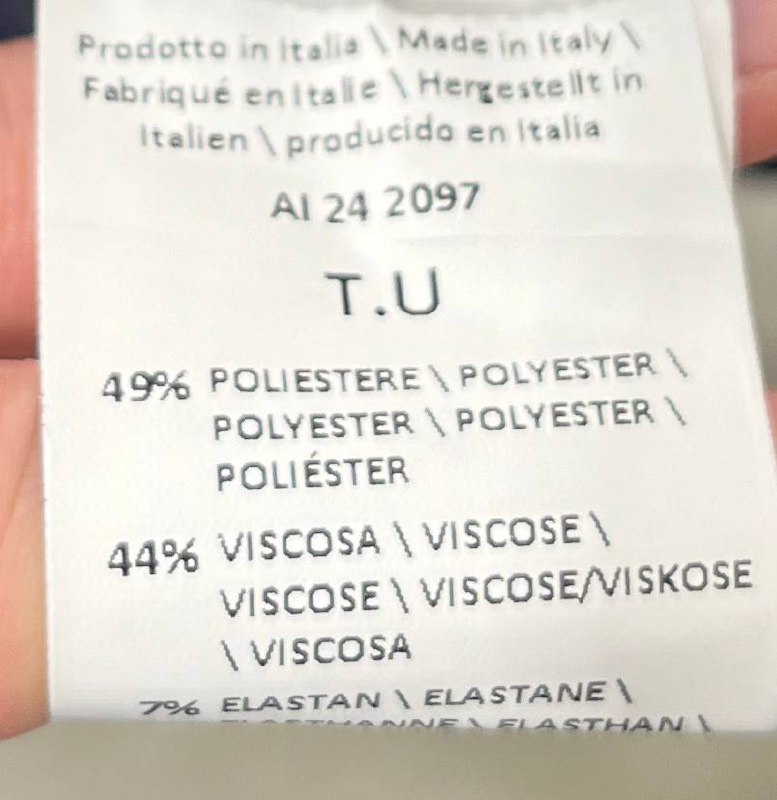 Prodotto in Italia \ Made in Italy \
Fabriqué en Italie \ Hergestellt in
Italien \ producido en Italia
AI 24 2097
T.U
49% POLIESTERE \ POLYESTER \
POLYESTER \ POLYESTER \
POLIÉSTER
44% VISCOSA \ VISCOSE \
VISCOSE \ VISCOSE/VISKOSE
\ VISCOSA
7% ELASTAN \ ELASTANE \
\ ELASTHAN \